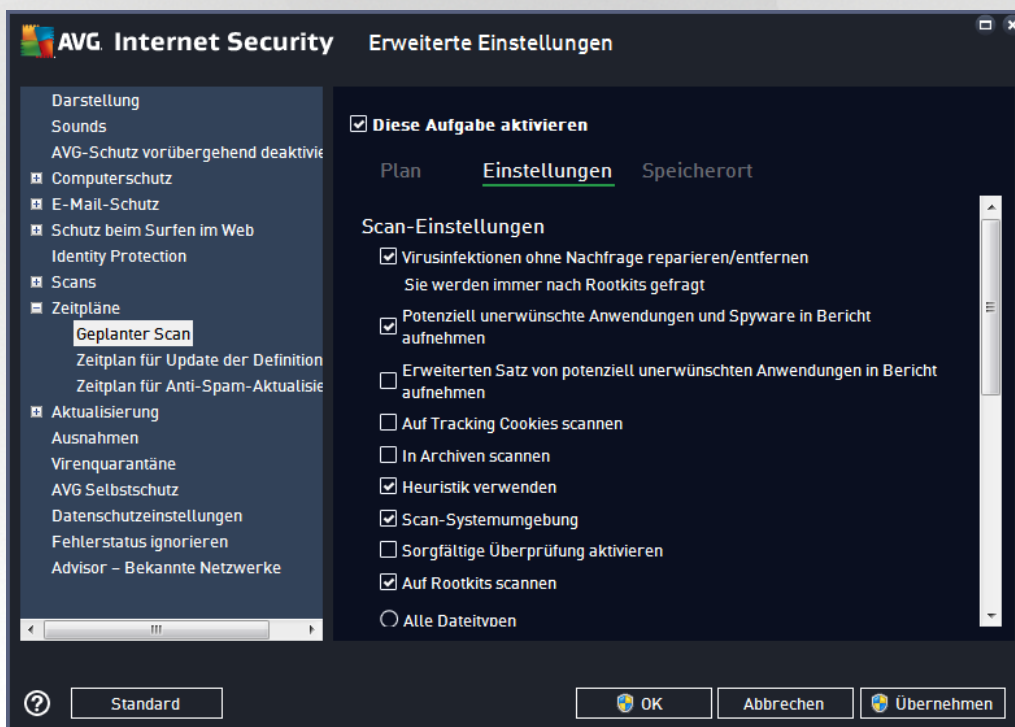 AVG Internet Security Erweiterte Einstellungen
Darstellung
Sounds
AVG-Schutz vorübergehend deaktivie
Computerschutz
E-Mail-Schutz
Schutz beim Surfen im Web
Identity Protection
Scans
Zeitpläne
Geplanter Scan
Zeitplan für Update der Definition
Zeitplan für Anti-Spam-Aktualisie
Aktualisierung
Ausnahmen
Virenquarantäne
AVG Selbstschutz
Datenschutzeinstellungen
Fehlerstatus ignorieren
Advisor – Bekannte Netzwerke
Diese Aufgabe aktivieren
Plan Einstellungen Speicherort
Scan-Einstellungen
Virusinfektionen ohne Nachfrage reparieren/entfernen
Sie werden immer nach Rootkits gefragt
Potenziell unerwünschte Anwendungen und Spyware in Bericht
aufnehmen
Erweiterten Satz von potenziell unerwünschten Anwendungen in Bericht
aufnehmen
Auf Tracking Cookies scannen
In Archiven scannen
Heuristik verwenden
Scan-Systemumgebung
Sorgfältige Überprüfung aktivieren
Auf Rootkits scannen
Alle Dateitypen
? Standard OK Abbrechen Übernehmen